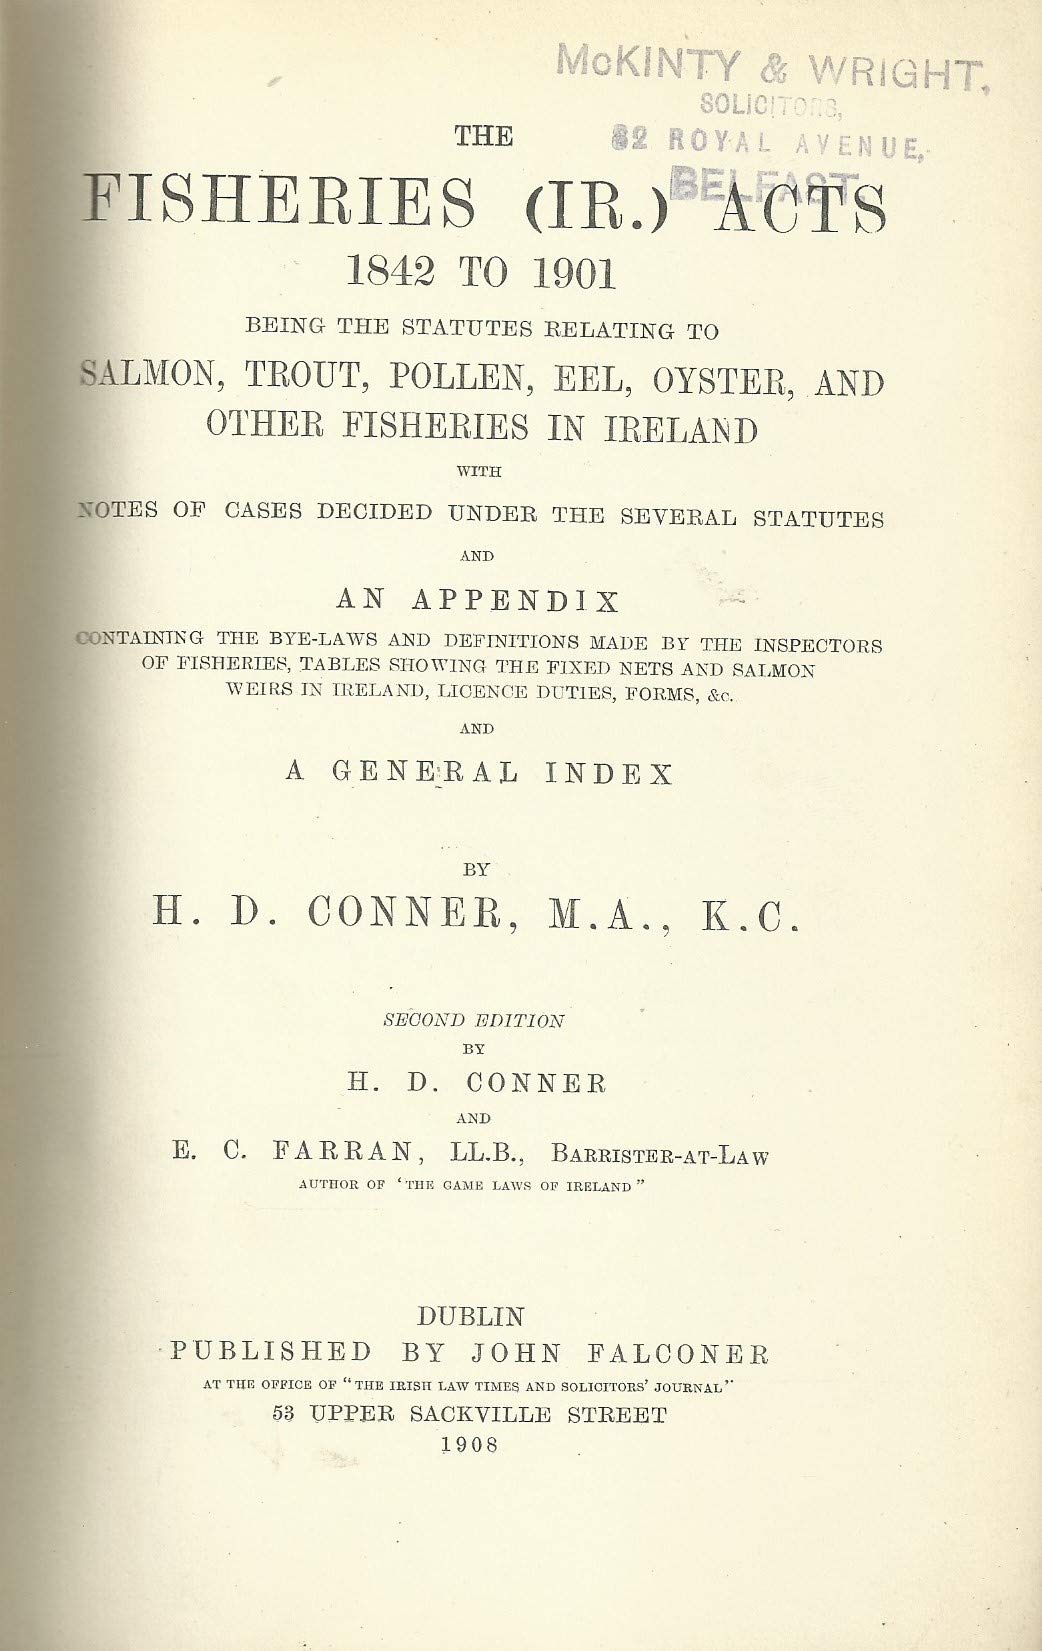 McKINTY & WRIGHT,
SOLICITORS,
82 ROYAL AVENUE,
BELFAST.
THE
FISHERIES (IR.) ACTS
1842 TO 1901
BEING THE STATUTES RELATING TO
SALMON, TROUT, POLLEN, EEL, OYSTER, AND
OTHER FISHERIES IN IRELAND
WITH
NOTES OF CASES DECIDED UNDER THE SEVERAL STATUTES
AND
AN APPENDIX
CONTAINING THE BYE-LAWS AND DEFINITIONS MADE BY THE INSPECTORS
OF FISHERIES, TABLES SHOWING THE FIXED NETS AND SALMON
WEIRS IN IRELAND, LICENCE DUTIES, FORMS, &c.
AND
A GENERAL INDEX
BY
H. D. CONNER, M.A., K.C.
SECOND EDITION
BY
H. D. CONNER
AND
E. C. FARRAN, LL.B., BARRISTER-AT-LAW
AUTHOR OF 'THE GAME LAWS OF IRELAND"
DUBLIN
PUBLISHED BY JOHN FALCONER
AT THE OFFICE OF "THE IRISH LAW TIMES AND SOLICITORS' JOURNAL"
53 UPPER SACKVILLE STREET
1908